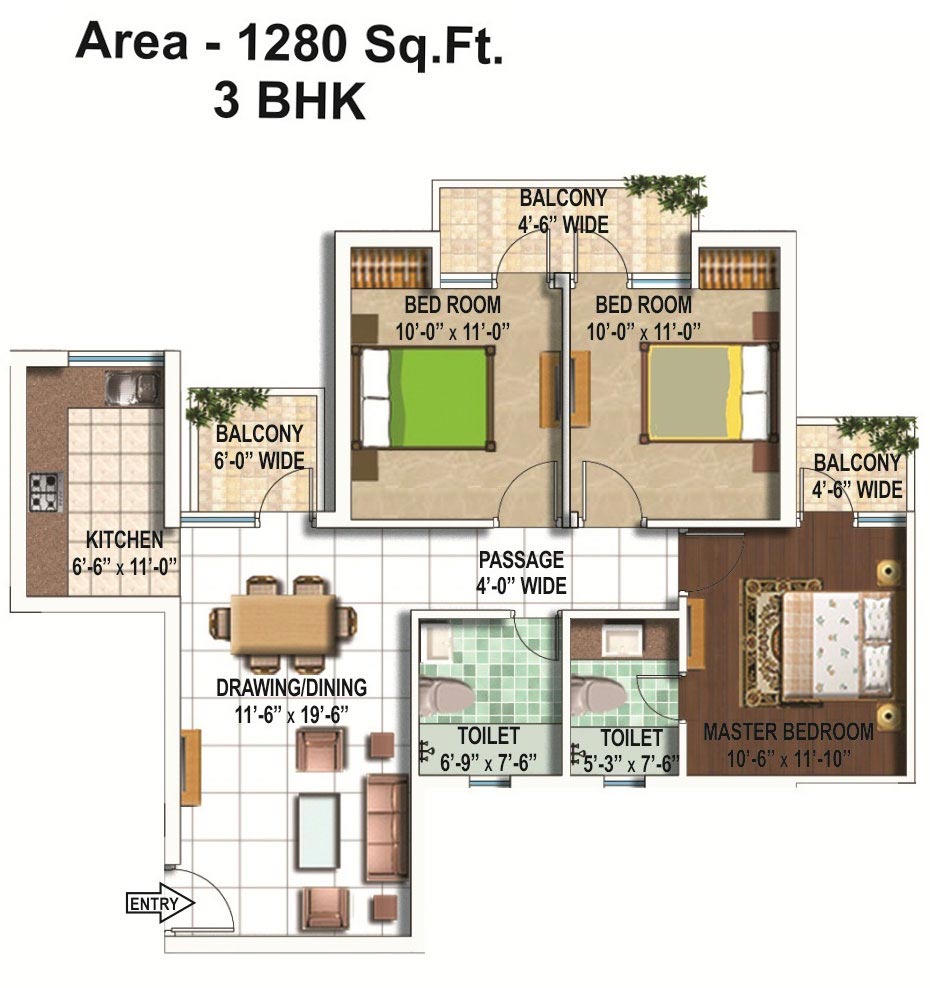 Area - 1280 Sq.Ft.
3 BHK
BALCONY
4'-6” WIDE
BED ROOM
10’-0” x 11’-0”
BED ROOM
10’-0” x 11’-0”
BALCONY
6’-0” WIDE
BALCONY
4’-6” WIDE
KITCHEN
6’-6” x 11’-0”
PASSAGE
4’-0” WIDE
DRAWING/DINING
11’-6” x 19’-6”
TOILET
6’-9” x 7’-6”
TOILET
5’-3” x 7’-6”
MASTER BEDROOM
10’-6” x 11’-10”
ENTRY